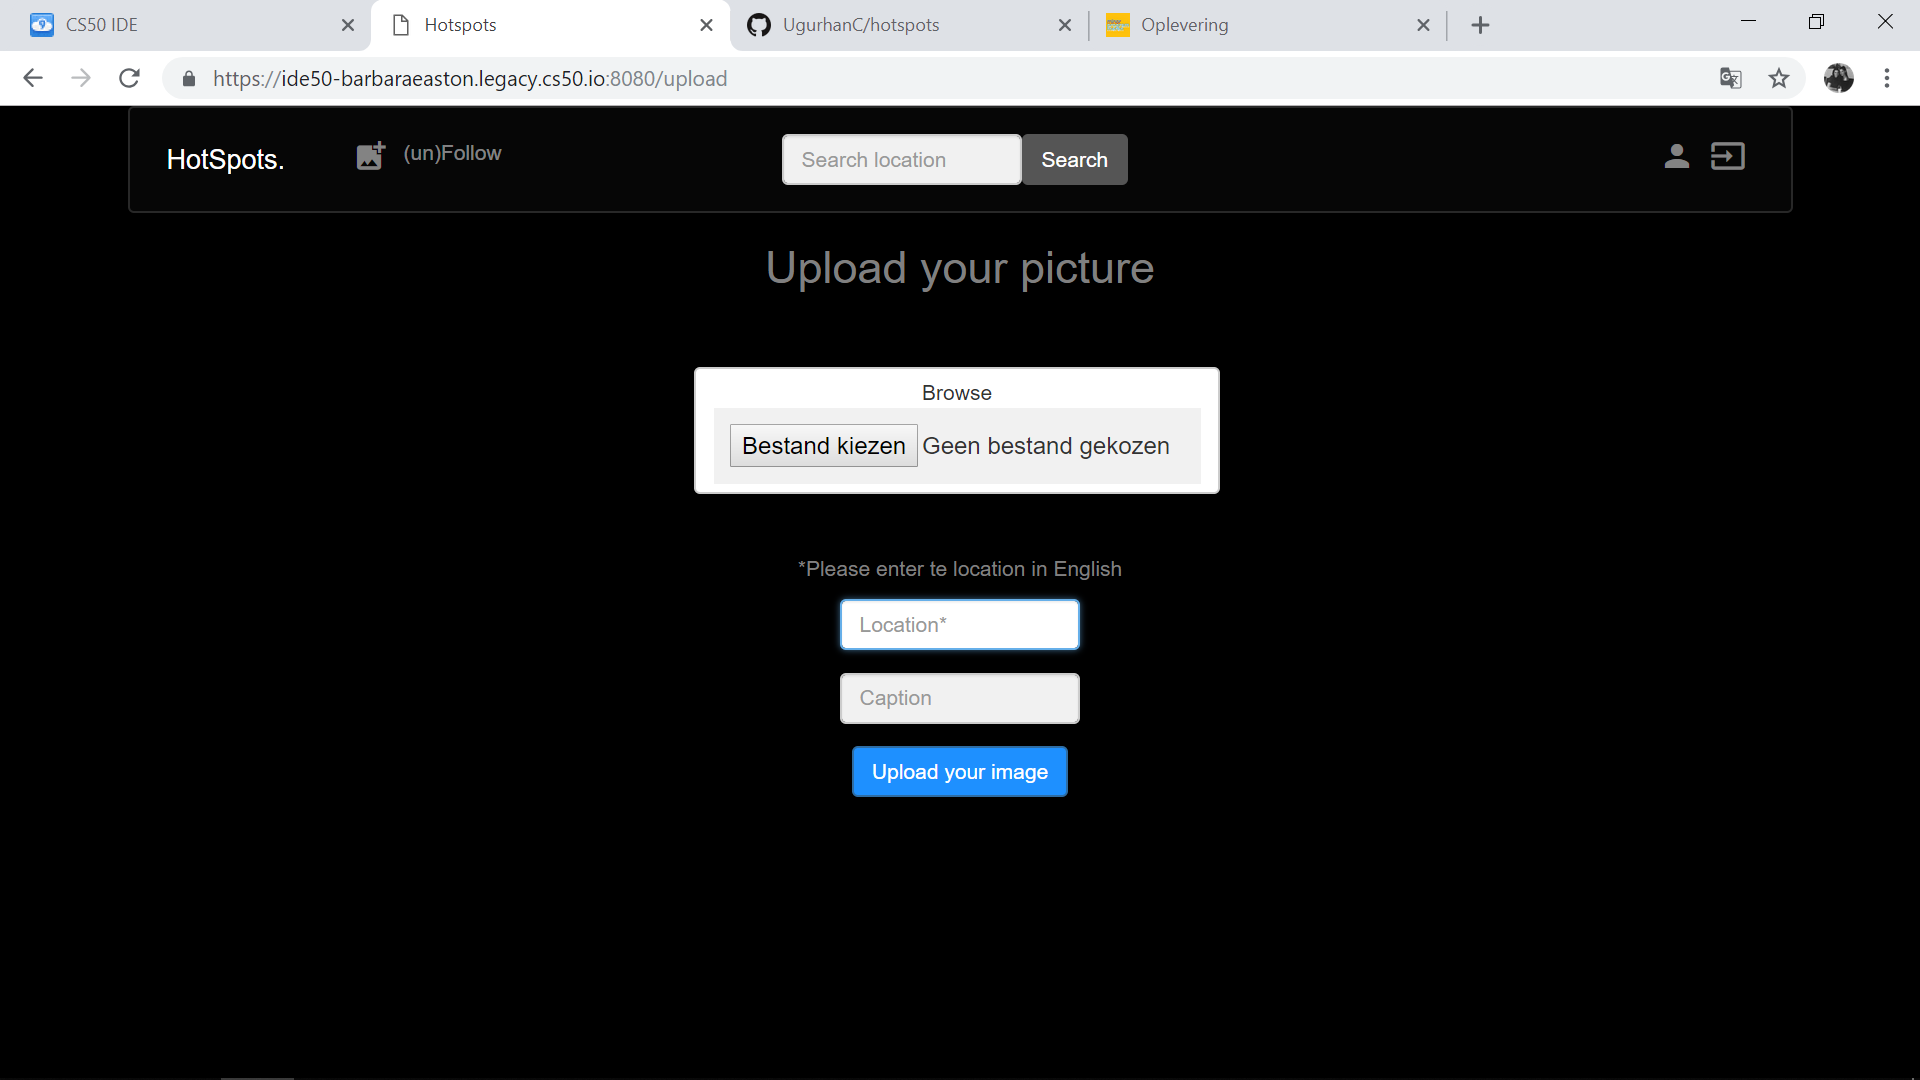 CS50 IDE
Hotspots
UgurhanC/hotspots
Oplevering
https://ide50-barbaraeaston.legacy.cs50.io:8080/upload
HotSpots.
(un)Follow
Search location
Search
Upload your picture
Browse
Bestand kiezen Geen bestand gekozen
*Please enter te location in English
Location*
Caption
Upload your image